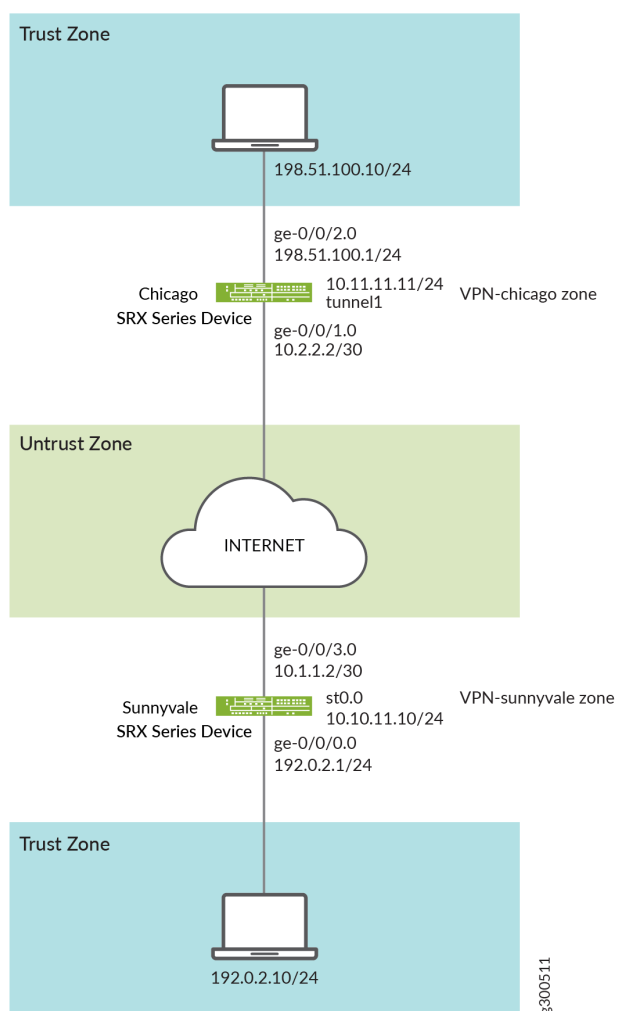 Trust Zone
198.51.100.10/24
ge-0/0/2.0
198.51.100.1/24
Chicago
SRX Series Device
10.11.11.11/24
tunnel1
VPN-chicago zone
ge-0/0/1.0
10.2.2.2/30
Untrust Zone
INTERNET
ge-0/0/3.0
10.1.1.2/30
Sunnyvale
SRX Series Device
st0.0
10.10.11.10/24
VPN-sunnyvale zone
ge-0/0/0.0
192.0.2.1/24
Trust Zone
192.0.2.10/24
g300511